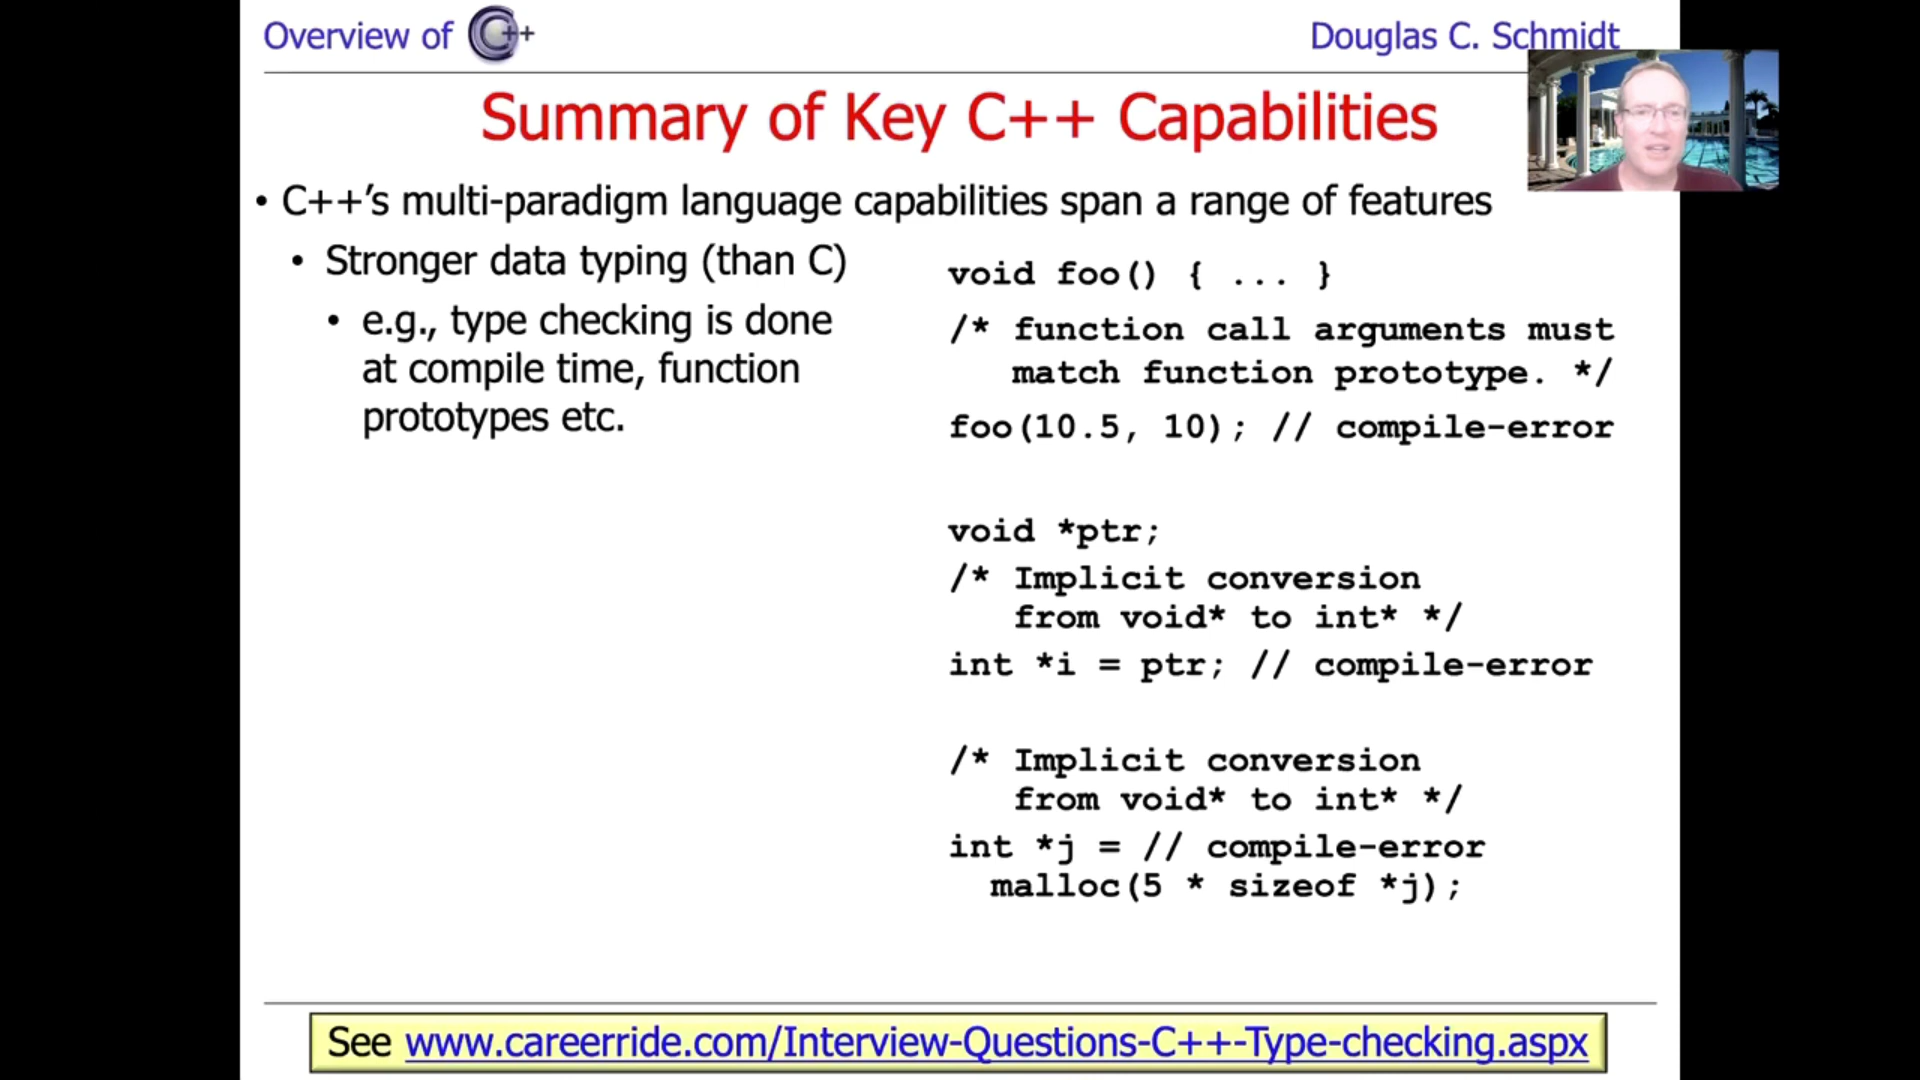 Overview of C++
Douglas C. Schmidt
Summary of Key C++ Capabilities
• C++’s multi-paradigm language capabilities span a range of features
• Stronger data typing (than C)
• e.g., type checking is done
at compile time, function
prototypes etc.
void foo() { ... }
/* function call arguments must
match function prototype. */
foo(10.5, 10); // compile-error
void *ptr;
/* Implicit conversion
from void* to int* */
int *i = ptr; // compile-error
/* Implicit conversion
from void* to int* */
int *j = // compile-error
malloc(5 * sizeof *j);
See www.careerride.com/Interview-Questions-C++-Type-checking.aspx